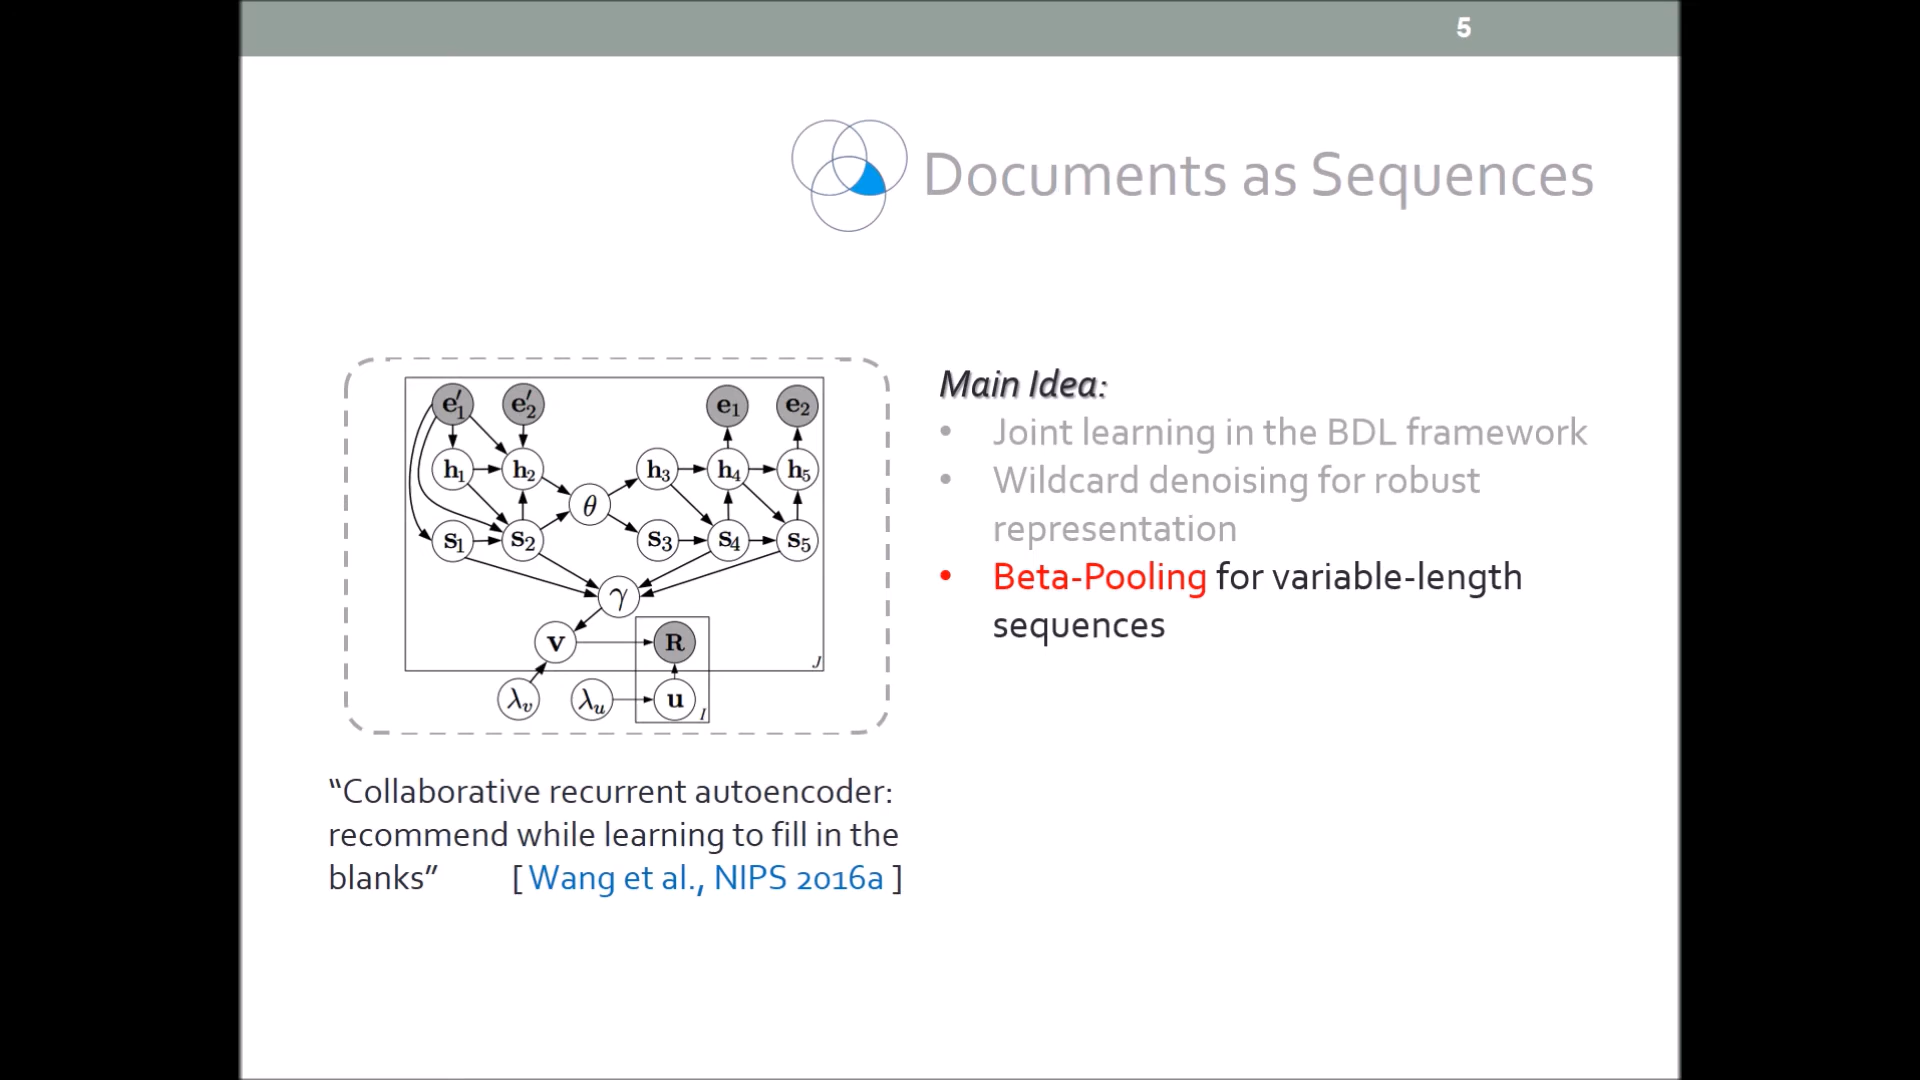 5
Documents as Sequences
e′1 e′2 e1 e2
h1 h2 h3 h4 h5
θ
s1 s2 s3 s4 s5
γ
v R
J
λv λu u I
Main Idea:
• Joint learning in the BDL framework
• Wildcard denoising for robust
representation
• Beta-Pooling for variable-length
sequences
“Collaborative recurrent autoencoder:
recommend while learning to fill in the
blanks” [ Wang et al., NIPS 2016a ]